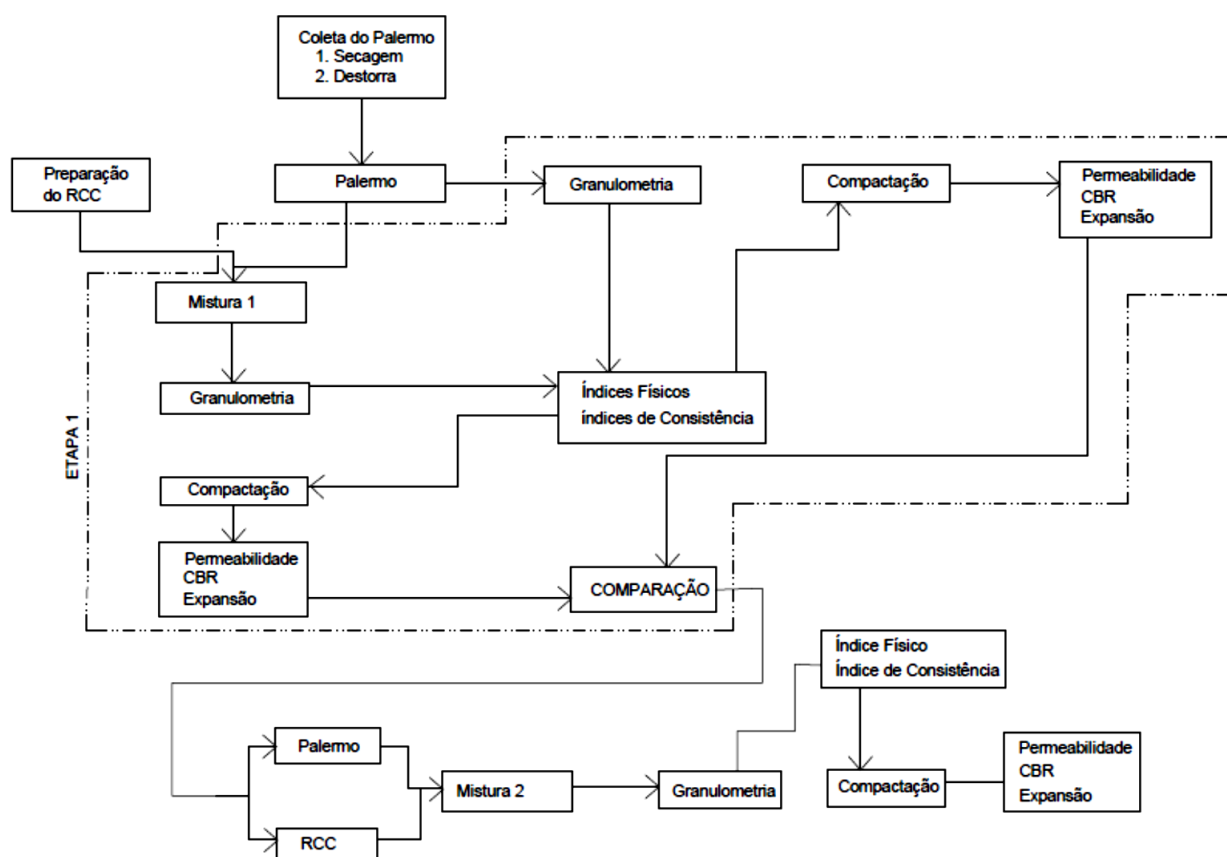 Coleta do Palermo
1. Secagem
2. Destorra
Preparação
do RCC
Palermo
Granulometria
Compactação
Permeabilidade
CBR
Expansão
Mistura 1
Granulometria
Índices Físicos
índices de Consistência
ETAPA 1
Compactação
Permeabilidade
CBR
Expansão
COMPARAÇÃO
Índice Físico
Índice de Consistência
Palermo
Mistura 2
Granulometria
Compactação
Permeabilidade
CBR
Expansão
RCC